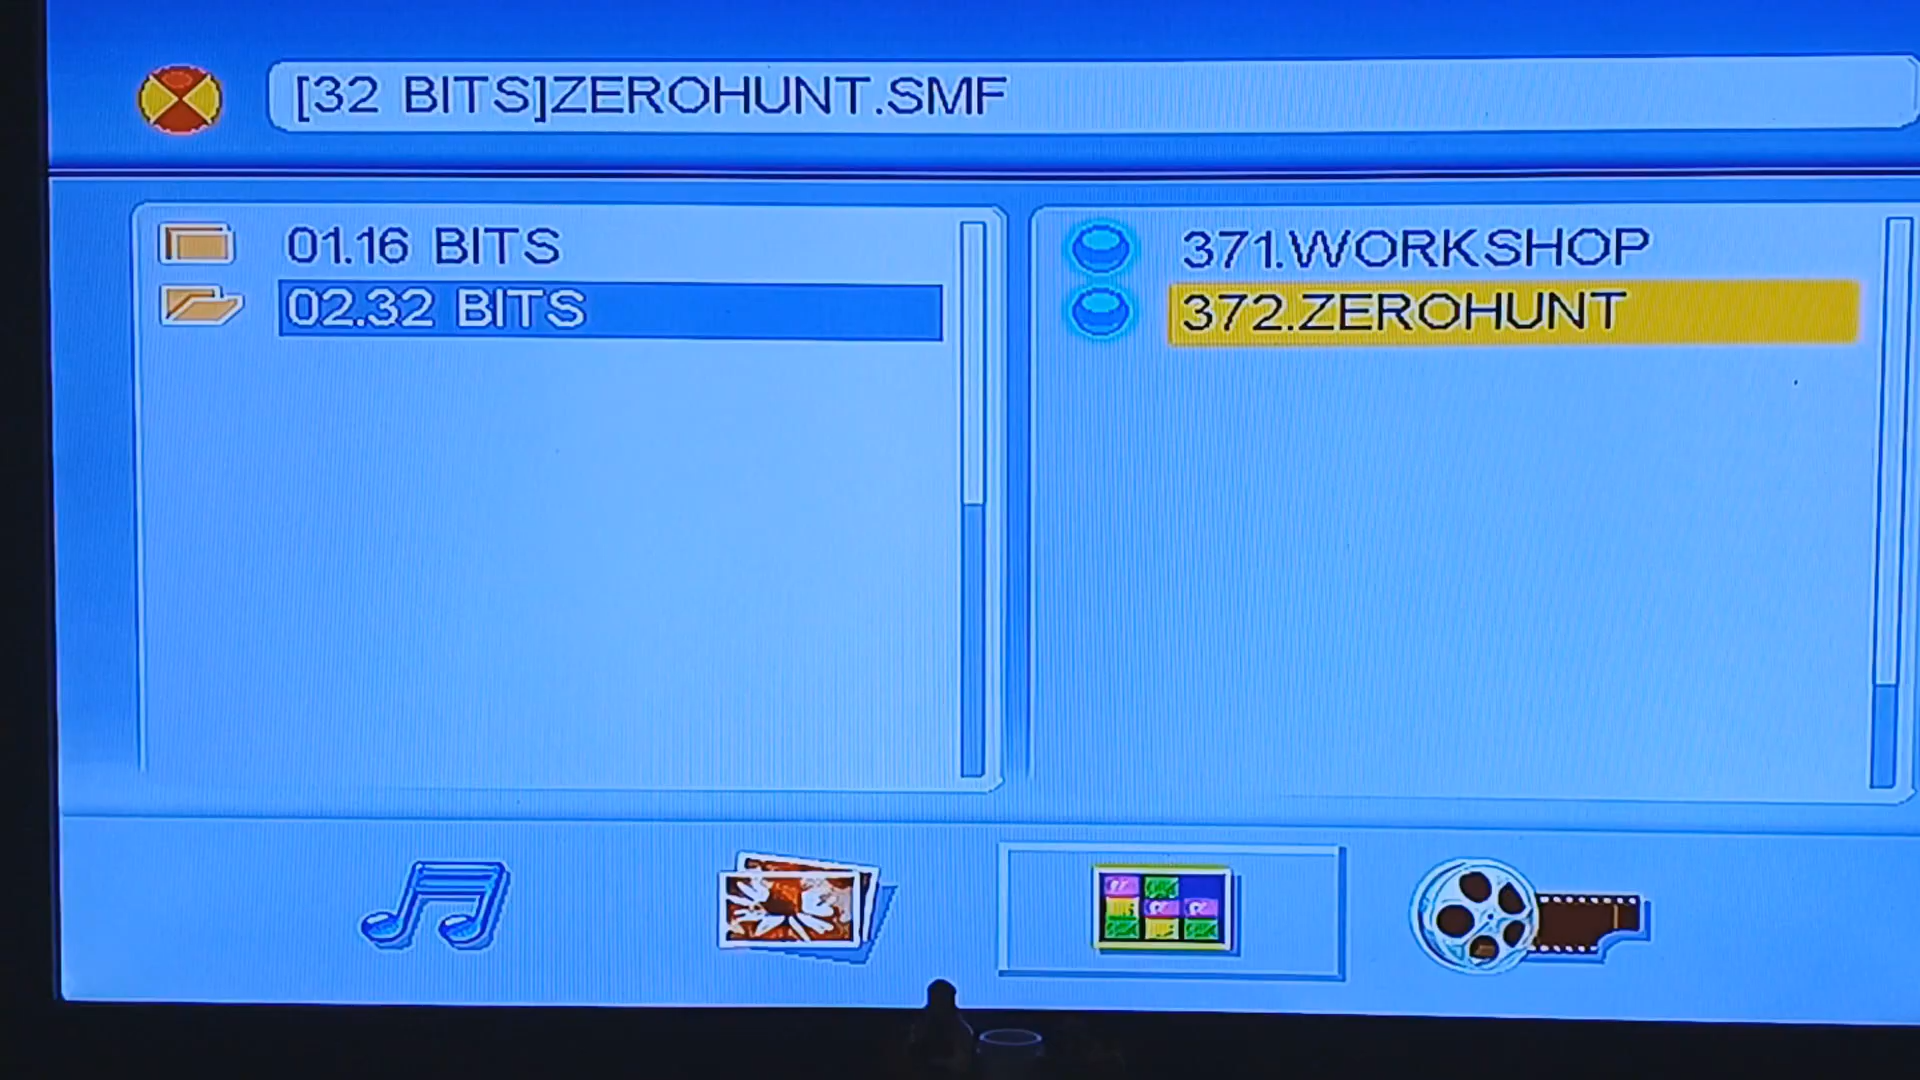 [32 BITS]ZEROHUNT.SMF
01.16 BITS
02.32 BITS
371.WORKSHOP
372.ZEROHUNT